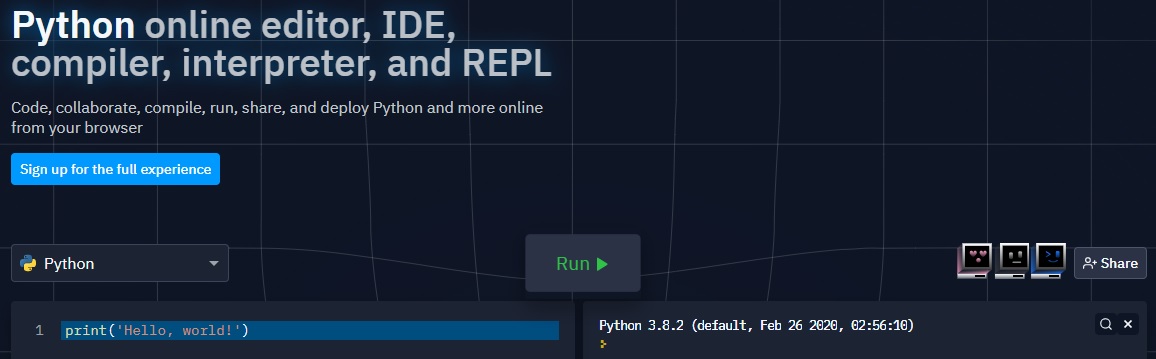 Python online editor, IDE,
compiler, interpreter, and REPL
Code, collaborate, compile, run, share, and deploy Python and more online
from your browser
Sign up for the full experience
Python
Run
Share
1 print('Hello, world!')
Python 3.8.2 (default, Feb 26 2020, 02:56:10)